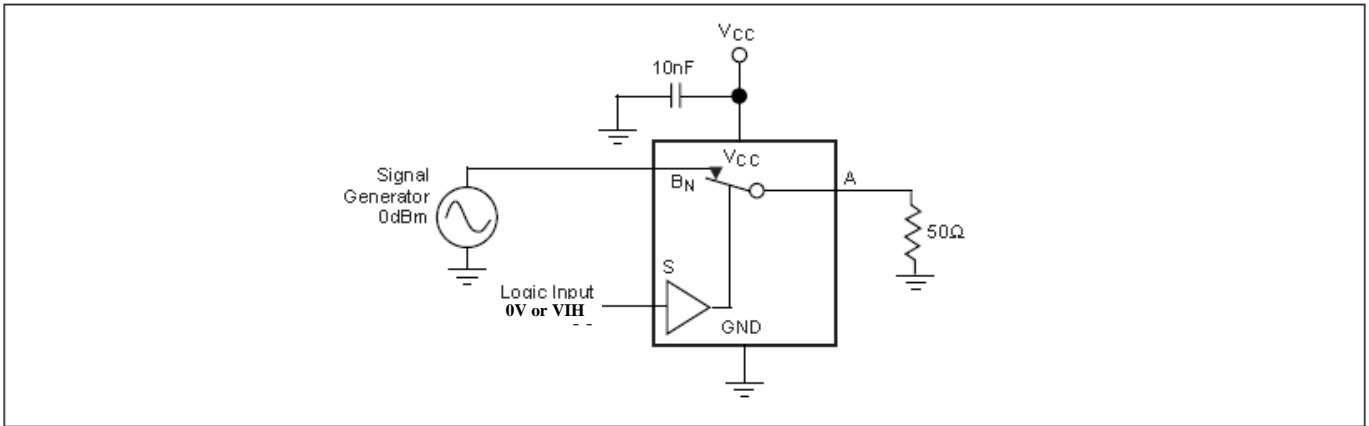 VCC
10nF
VCC
BN
A
Signal
Generator
0dBm
50Ω
S
Logic Input
0V or VIH
GND